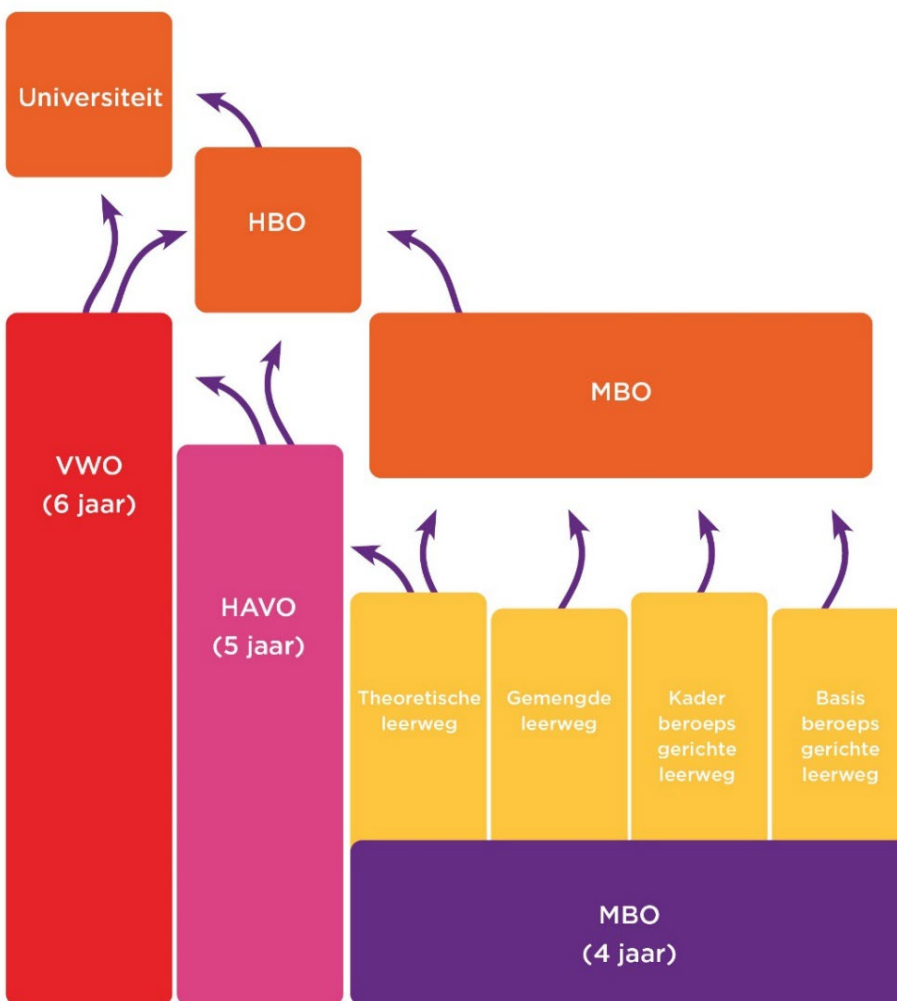 Universiteit
HBO
MBO
VWO
(6 jaar)
HAVO
(5 jaar)
Theoretische
leerweg
Gemengde
leerweg
Kader
beroeps
gerichte
leerweg
Basis
beroeps
gerichte
leerweg
MBO
(4 jaar)